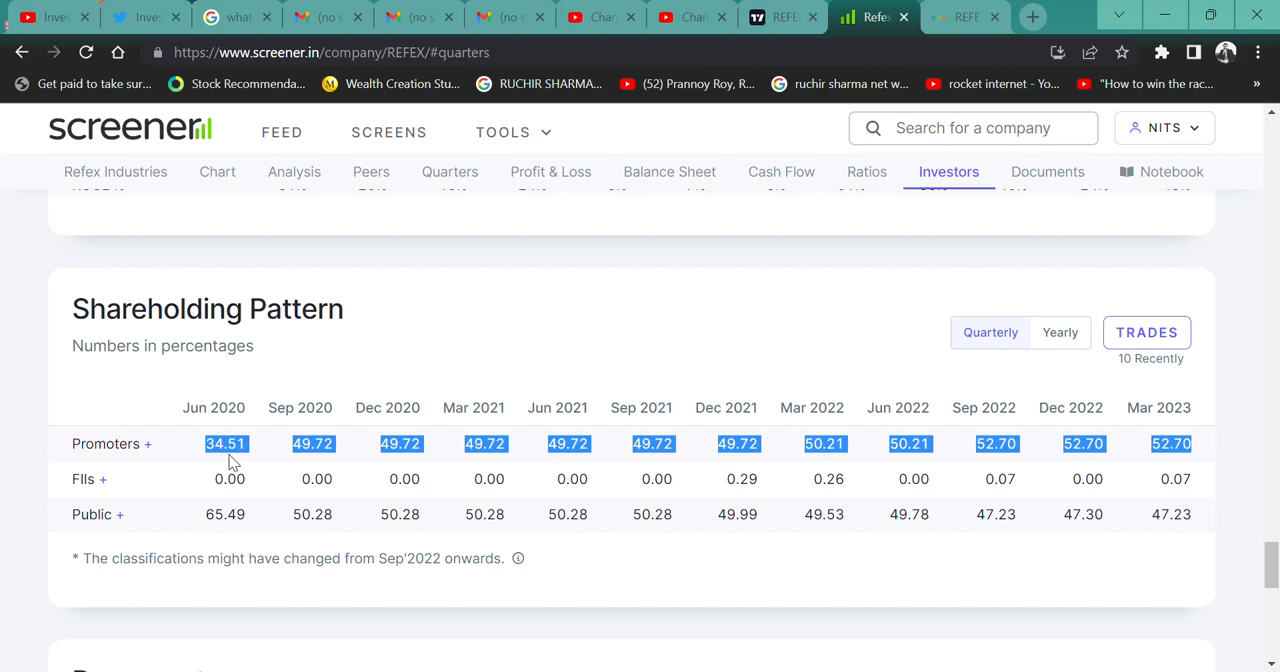 Inves
Inves
what
(no s
(no s
(no s
Chan
Chan
REFE
Refex
REFE
https://www.screener.in/company/REFEX/#quarters
Get paid to take sur...
Stock Recommenda...
Wealth Creation Stu...
RUCHIR SHARMA...
(52) Prannoy Roy, R...
ruchir sharma net w...
rocket internet - Yo...
"How to win the rac...
»
screener
FEED
SCREENS
TOOLS
Search for a company
NITS
Refex Industries
Chart
Analysis
Peers
Quarters
Profit & Loss
Balance Sheet
Cash Flow
Ratios
Investors
Documents
Notebook
Shareholding Pattern
Numbers in percentages
Quarterly
Yearly
TRADES
10 Recently
Jun 2020 Sep 2020 Dec 2020 Mar 2021 Jun 2021 Sep 2021 Dec 2021 Mar 2022 Jun 2022 Sep 2022 Dec 2022 Mar 2023
Promoters + 34.51 49.72 49.72 49.72 49.72 49.72 49.72 50.21 50.21 52.70 52.70 52.70
FIIs + 0.00 0.00 0.00 0.00 0.00 0.00 0.29 0.26 0.00 0.07 0.00 0.07
Public + 65.49 50.28 50.28 50.28 50.28 50.28 49.99 49.53 49.78 47.23 47.30 47.23
* The classifications might have changed from Sep'2022 onwards.